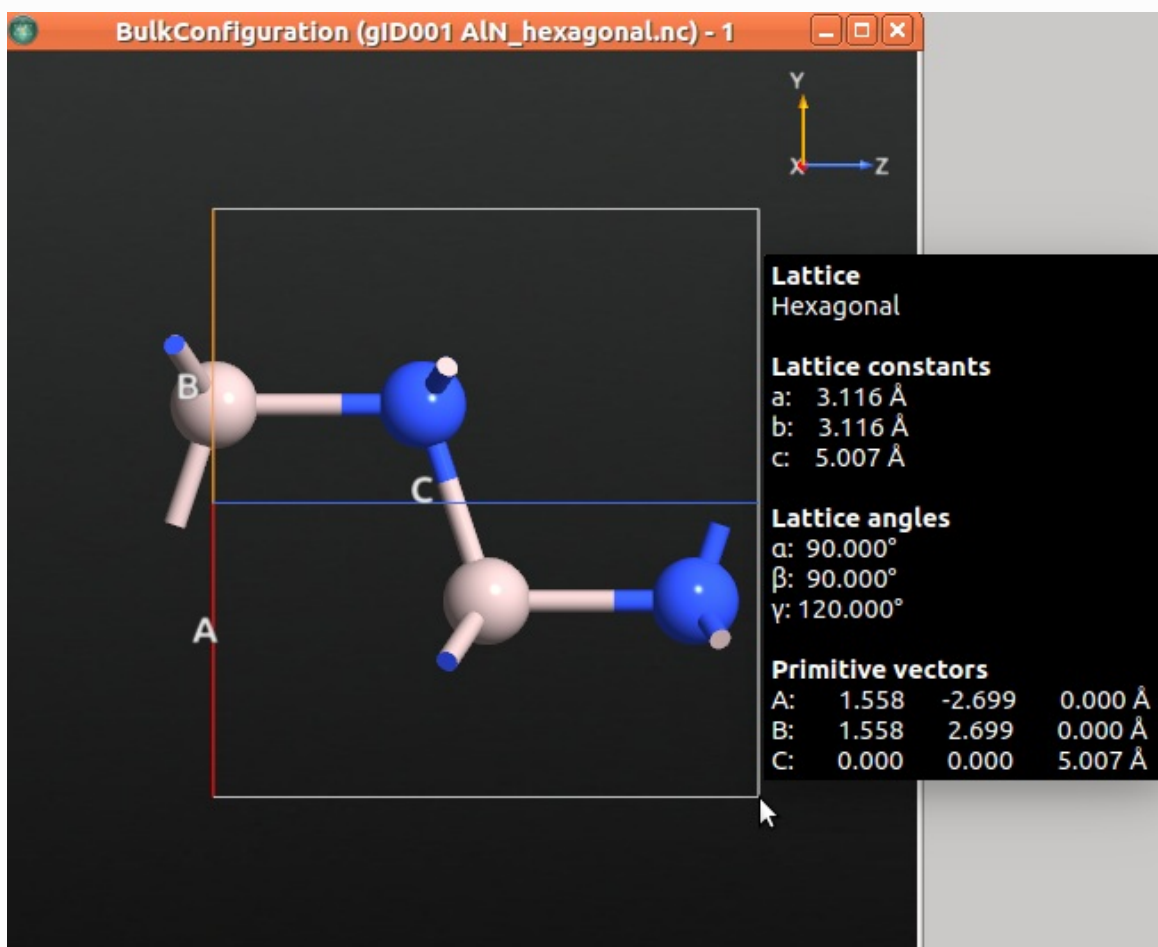 BulkConfiguration (gID001 AlN_hexagonal.nc) - 1
Y
X
Z
B
C
A
Lattice
Hexagonal
Lattice constants
a: 3.116 Å
b: 3.116 Å
c: 5.007 Å
Lattice angles
α: 90.000°
β: 90.000°
γ: 120.000°
Primitive vectors
A: 1.558 -2.699 0.000 Å
B: 1.558 2.699 0.000 Å
C: 0.000 0.000 5.007 Å